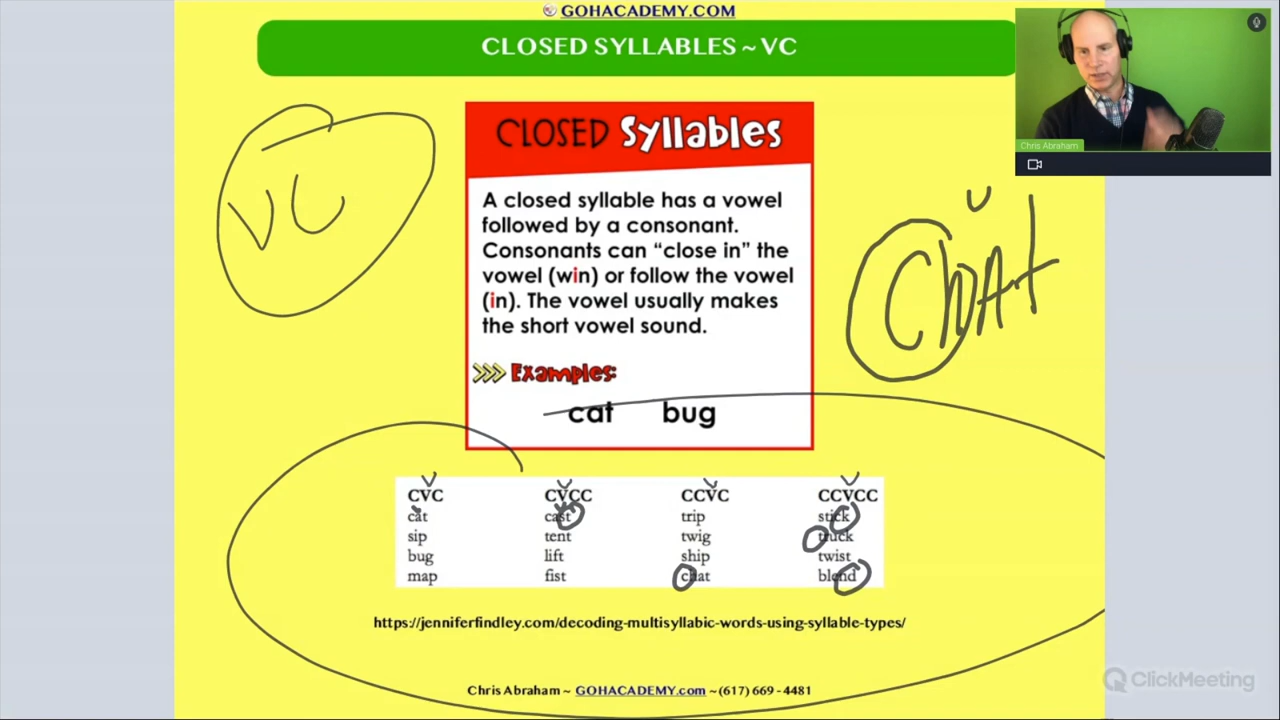 GOHACADEMY.COM
CLOSED SYLLABLES ~ VC
Chris Abraham
CLOSED Syllables
VC
A closed syllable has a vowel
followed by a consonant.
Consonants can “close in” the
vowel (win) or follow the vowel
(in). The vowel usually makes
the short vowel sound.
ChAt
>>> Examples:
cat bug
CVC CVCC CCVC CCVCC
cat cast trip stick
sip tent twig truck
bug lift ship twist
map fist chat blend
https://jenniferfindley.com/decoding-multisyllabic-words-using-syllable-types/
Chris Abraham ~ GOHACADEMY.com ~(617) 669 - 4481
ClickMeeting